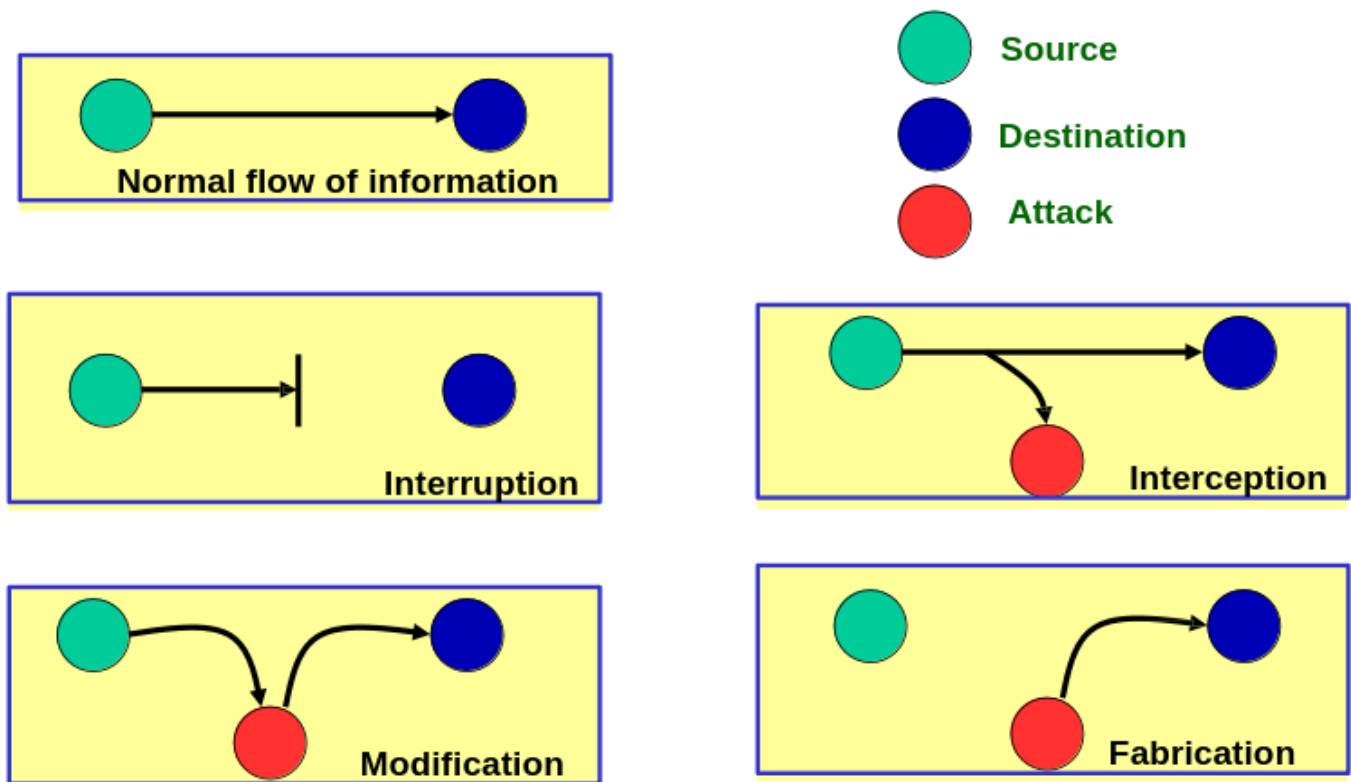 Source
Destination
Attack
Normal flow of information
Interruption
Interception
Modification
Fabrication